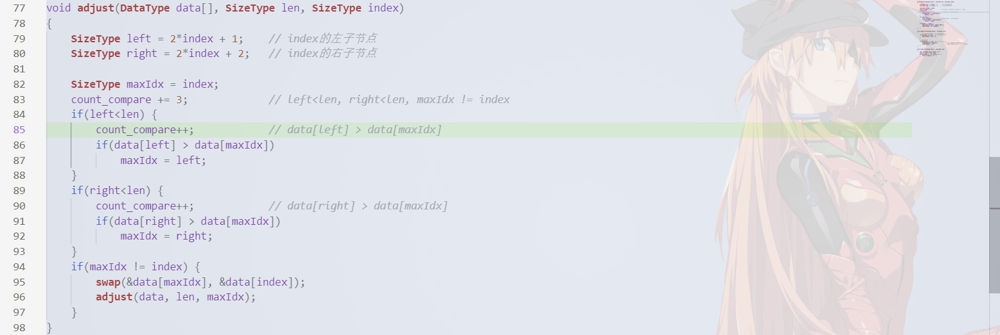 77 void adjust(DataType data[], SizeType len, SizeType index)
78 {
79     SizeType left = 2*index + 1;    // index的左子节点
80     SizeType right = 2*index + 2;   // index的右子节点
81
82     SizeType maxIdx = index;
83     count_compare += 3;             // left<len, right<len, maxIdx != index
84     if(left<len) {
85         count_compare++;            // data[left] > data[maxIdx]
86         if(data[left] > data[maxIdx])
87             maxIdx = left;
88     }
89     if(right<len) {
90         count_compare++;            // data[right] > data[maxIdx]
91         if(data[right] > data[maxIdx])
92             maxIdx = right;
93     }
94     if(maxIdx != index) {
95         swap(&data[maxIdx], &data[index]);
96         adjust(data, len, maxIdx);
97     }
98 }